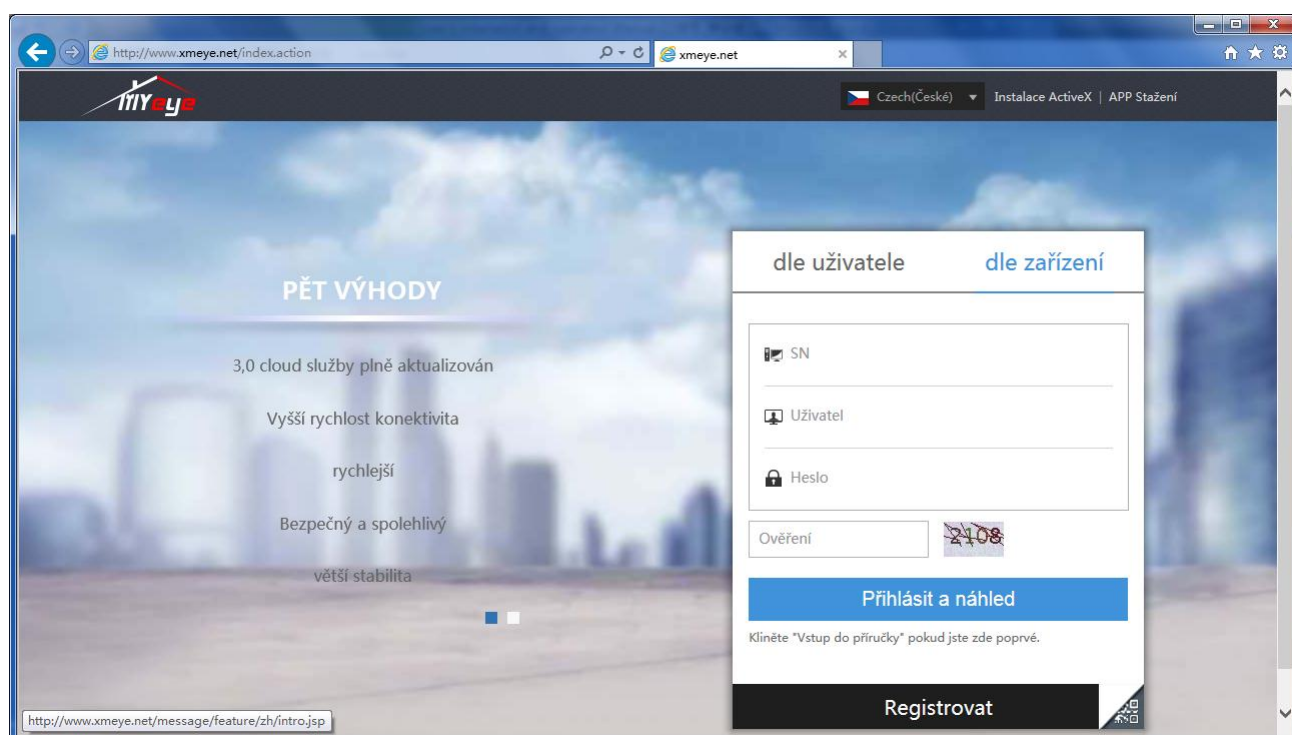 http://www.xmeye.net/index.action
xmeye.net
MYeye
Czech(České)
Instalace ActiveX | APP Stažení
PĚT VÝHODY
3,0 cloud služby plně aktualizován
Vyšší rychlost konektivita
rychlejší
Bezpečný a spolehlivý
větší stabilita
dle uživatele
dle zařízení
SN
Uživatel
Heslo
Ověření
2108
Přihlásit a náhled
Kliněte "Vstup do příručky" pokud jste zde poprvé.
Registrovat
http://www.xmeye.net/message/feature/zh/intro.jsp